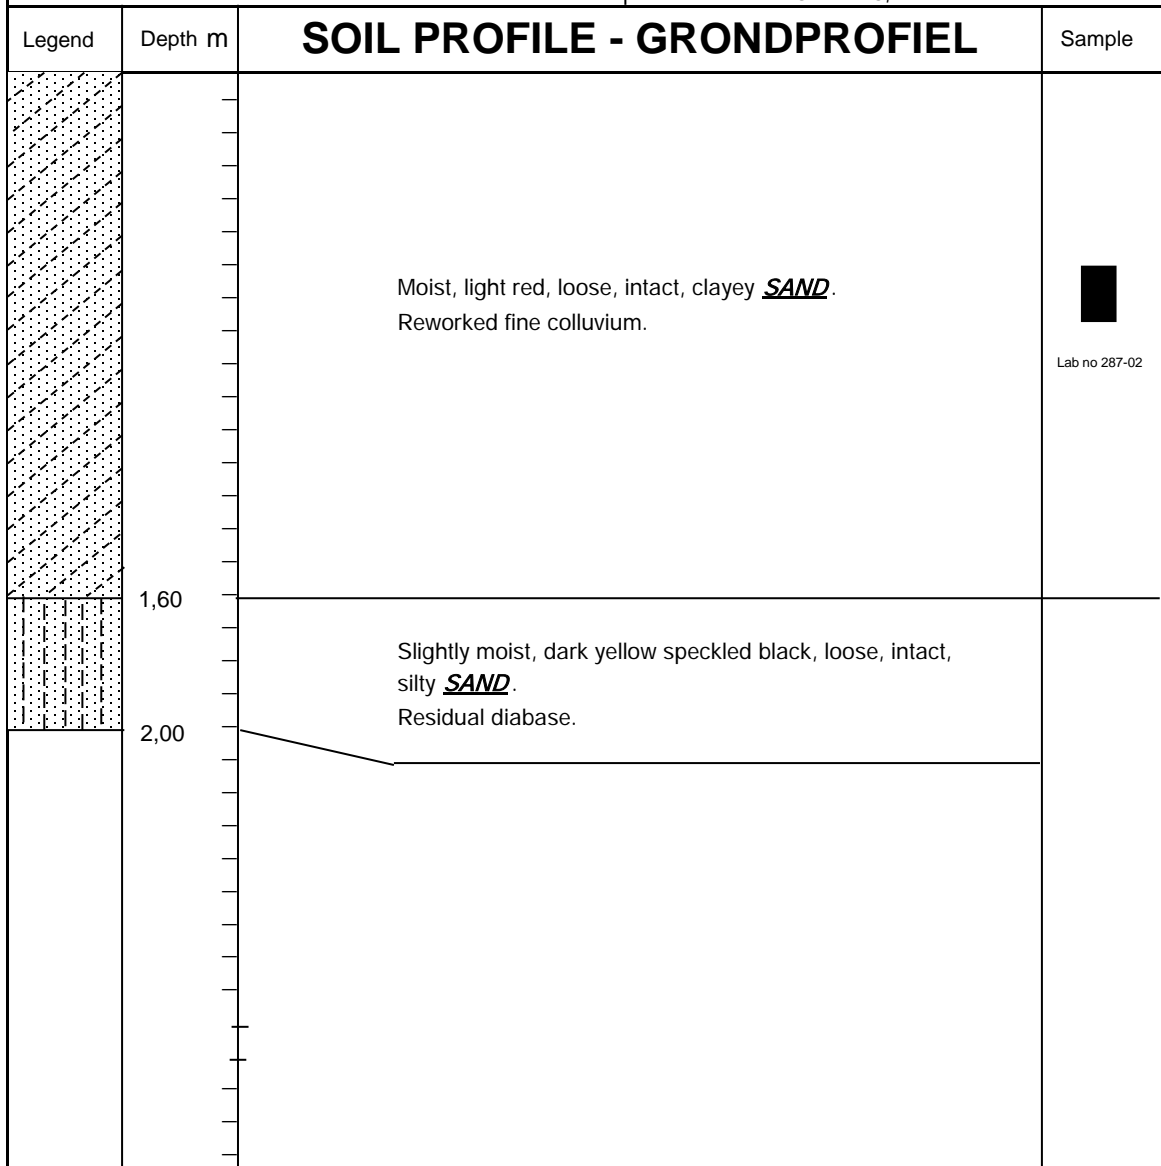 Legend Depth m SOIL PROFILE - GRONDPROFIEL Sample
Moist, light red, loose, intact, clayey SAND.
Reworked fine colluvium.
Lab no 287-02
1,60
Slightly moist, dark yellow speckled black, loose, intact,
silty SAND.
Residual diabase.
2,00